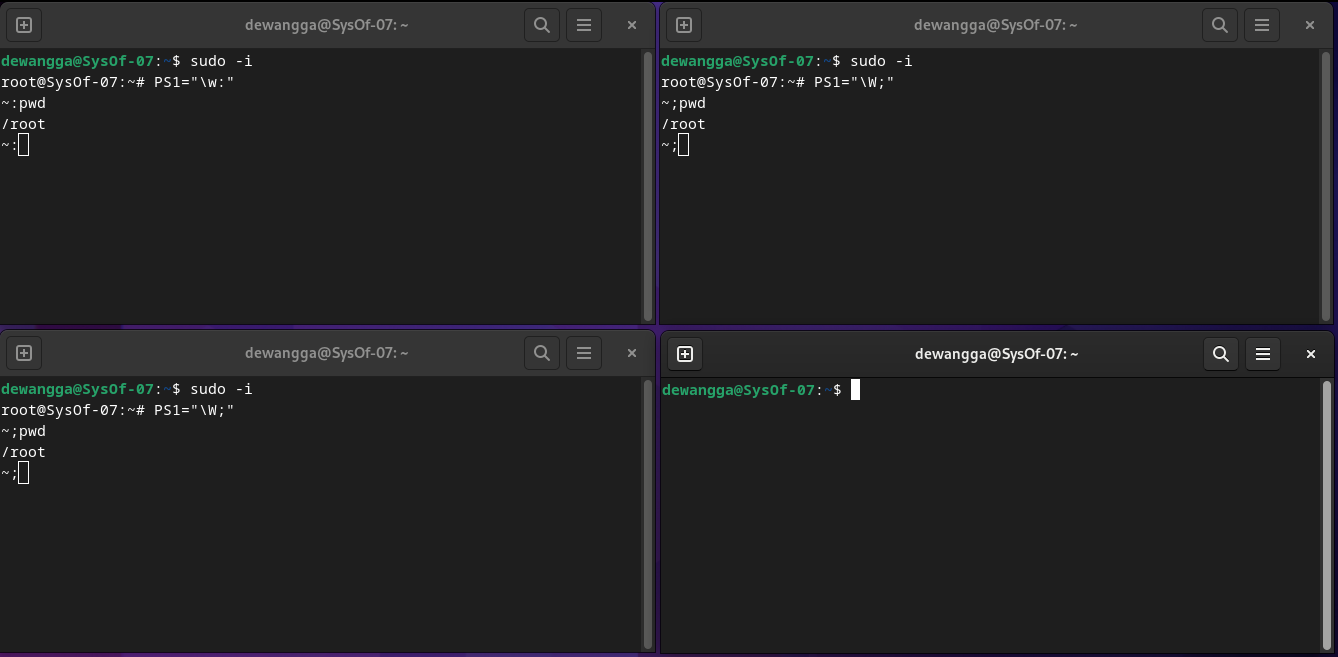 dewangga@SysOf-07: ~
dewangga@SysOf-07:~$ sudo -i
root@SysOf-07:~# PS1="\w:"
~:pwd
/root
~:
dewangga@SysOf-07: ~
dewangga@SysOf-07:~$ sudo -i
root@SysOf-07:~# PS1="\W;"
~;pwd
/root
~;
dewangga@SysOf-07: ~
dewangga@SysOf-07:~$ sudo -i
root@SysOf-07:~# PS1="\W;"
~;pwd
/root
~;
dewangga@SysOf-07: ~
dewangga@SysOf-07:~$